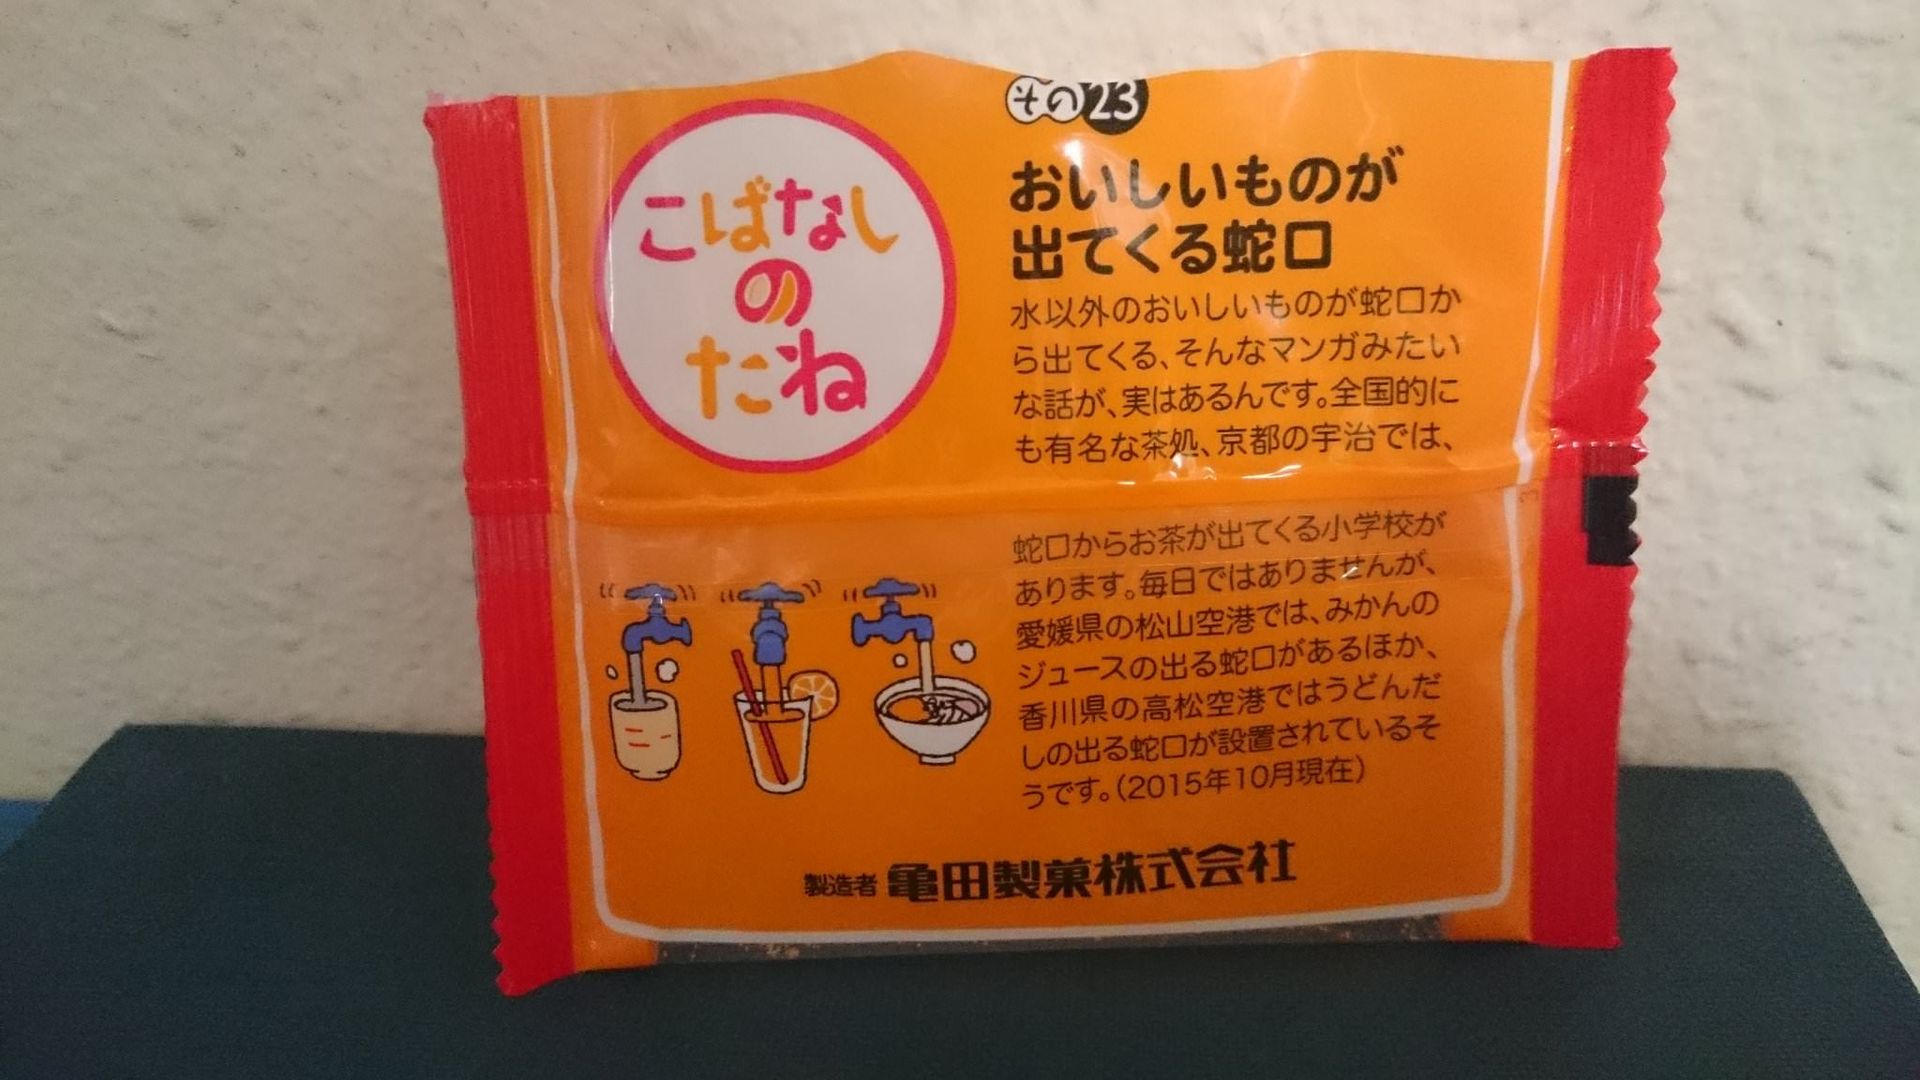 こばなし
の
たね
その23
おいしいものが
出てくる蛇口
水以外のおいしいものが蛇口か
ら出てくる、そんなマンガみたい
な話が、実はあるんです。全国的に
も有名な茶処、京都の宇治では、
蛇口からお茶が出てくる小学校が
あります。毎日ではありませんが、
愛媛県の松山空港では、みかんの
ジュースの出る蛇口があるほか、
香川県の高松空港ではうどんだ
しの出る蛇口が設置されているそ
うです。(2015年10月現在)
製造者 亀田製菓株式会社